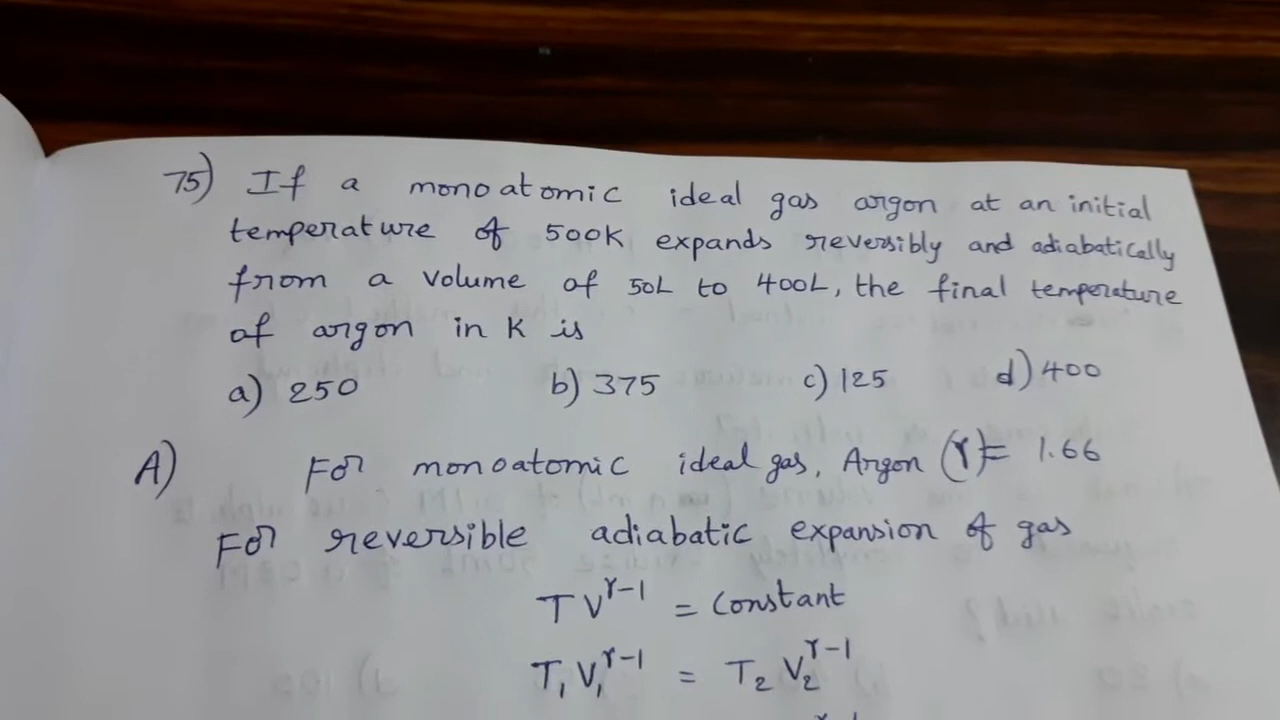 75) If a monoatomic ideal gas argon at an initial
temperature of 500K expands reversibly and adiabatically
from a volume of 50L to 400L, the final temperature
of argon in K is
a) 250 b) 375 c) 125 d) 400
A) For monoatomic ideal gas, Argon (γ) = 1.66
For reversible adiabatic expansion of gas
TV^γ-1 = Constant
T₁V₁^γ-1 = T₂V₂^γ-1